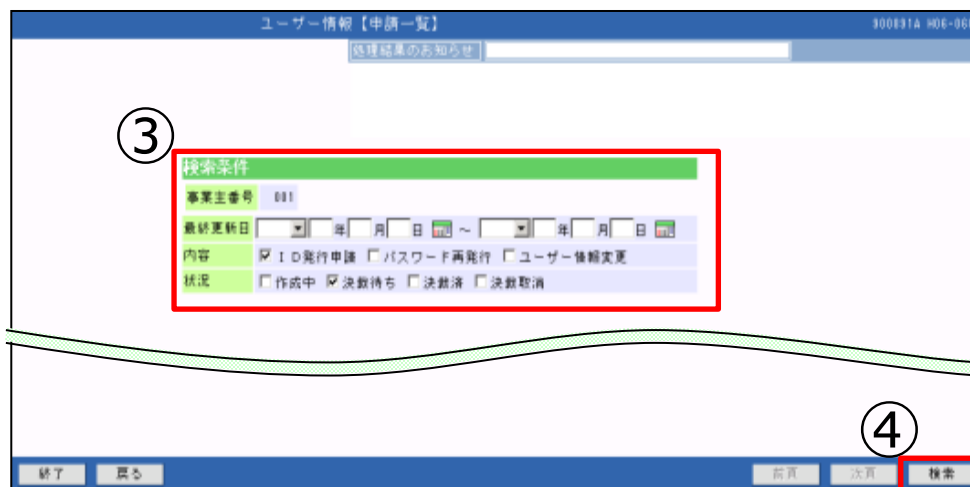 ユーザー情報【申請一覧】
処理結果のお知らせ
③
検索条件
事業主番号 001
最終更新日 年 月 日 ～ 年 月 日
内容 ＩＤ発行申請 パスワード再発行 ユーザー情報変更
状況 作成中 決裁待ち 決裁済 決裁取消
④
終了 戻る 前頁 次頁 検索